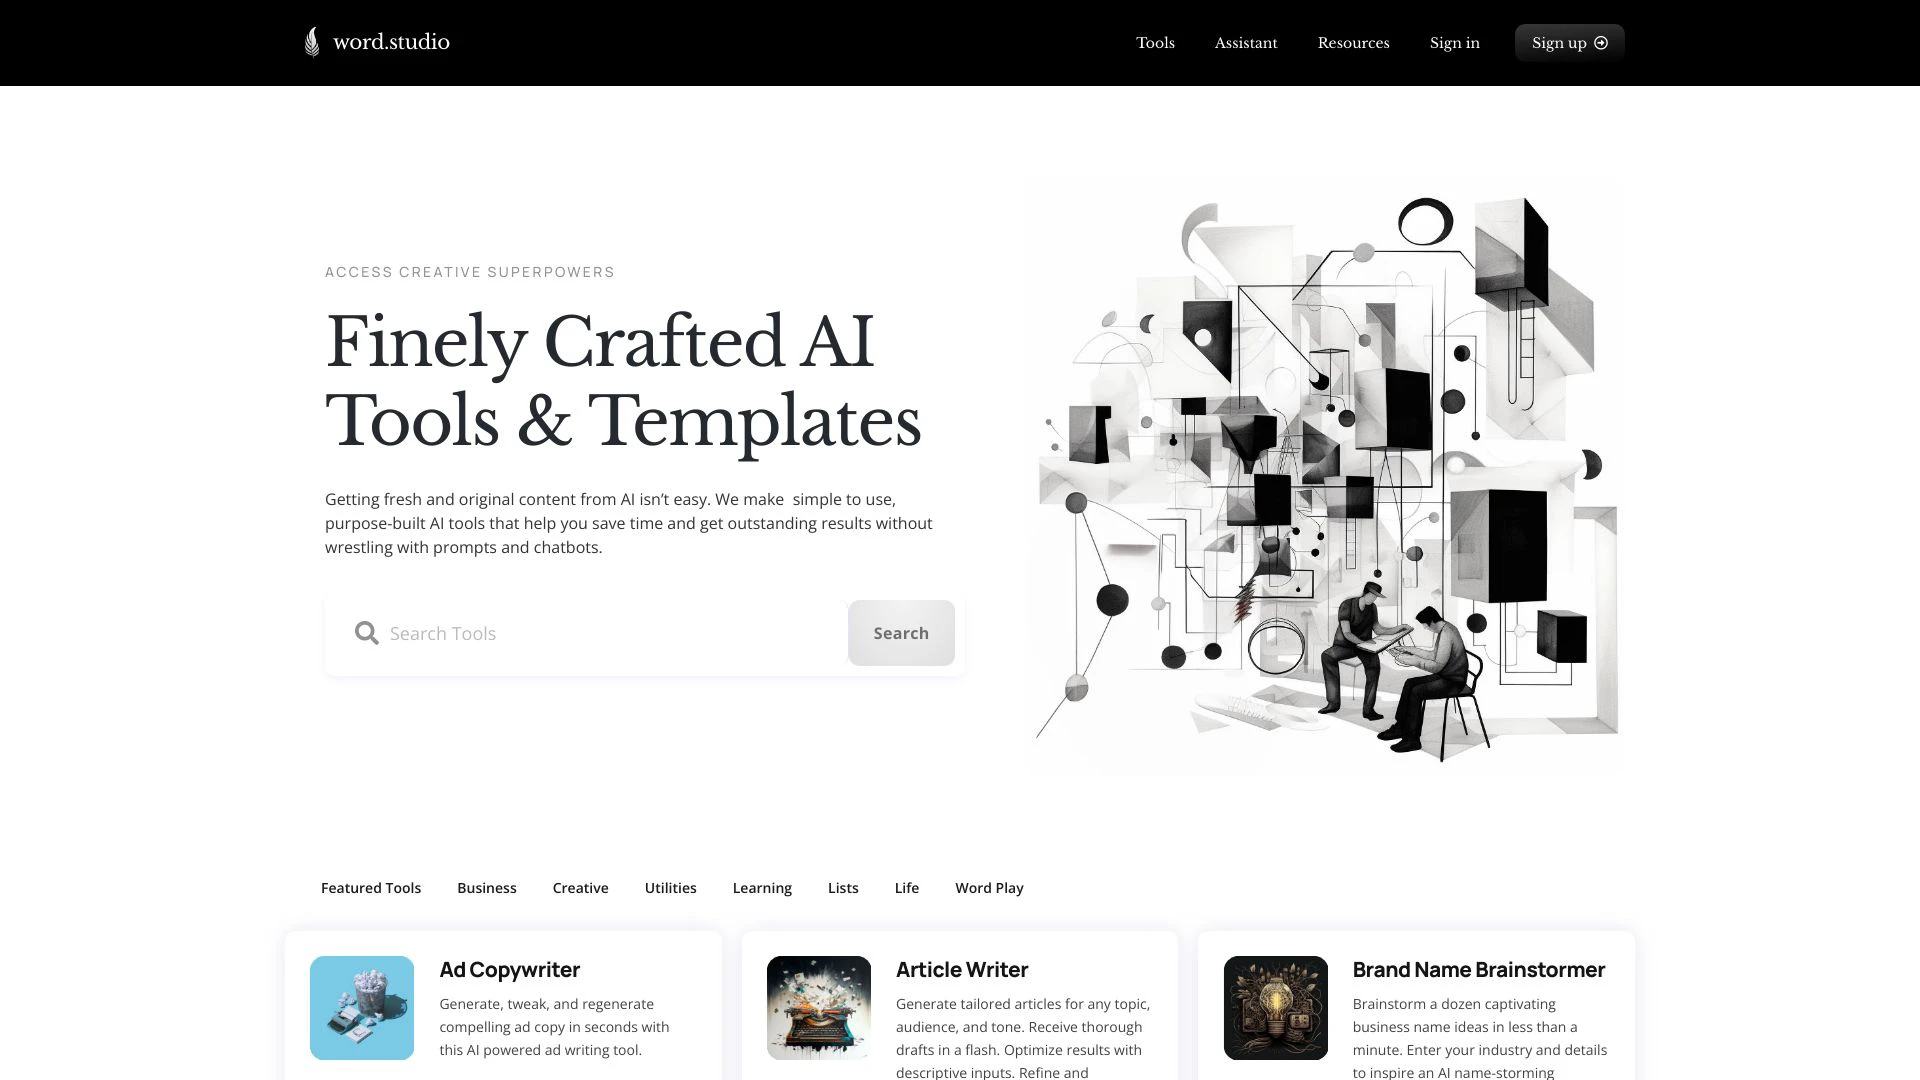 word.studio
Tools
Assistant
Resources
Sign in
Sign up
ACCESS CREATIVE SUPERPOWERS
Finely Crafted AI
Tools & Templates
Getting fresh and original content from AI isn’t easy. We make  simple to use,
purpose-built AI tools that help you save time and get outstanding results without
wrestling with prompts and chatbots.
Search Tools
Search
Featured Tools
Business
Creative
Utilities
Learning
Lists
Life
Word Play
Ad Copywriter
Generate, tweak, and regenerate
compelling ad copy in seconds with
this AI powered ad writing tool.
Article Writer
Generate tailored articles for any topic,
audience, and tone. Receive thorough
drafts in a flash. Optimize results with
descriptive inputs. Refine and
Brand Name Brainstormer
Brainstorm a dozen captivating
business name ideas in less than a
minute. Enter your industry and details
to inspire an AI name-storming